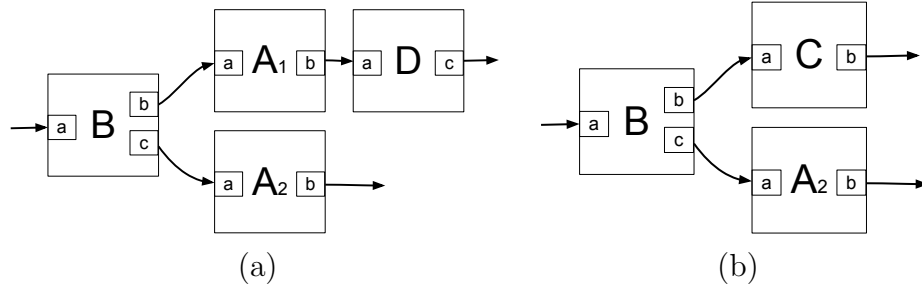 a B b c
a A1 b
a D c
a A2 b
(a)
a B b c
a C b
a A2 b
(b)